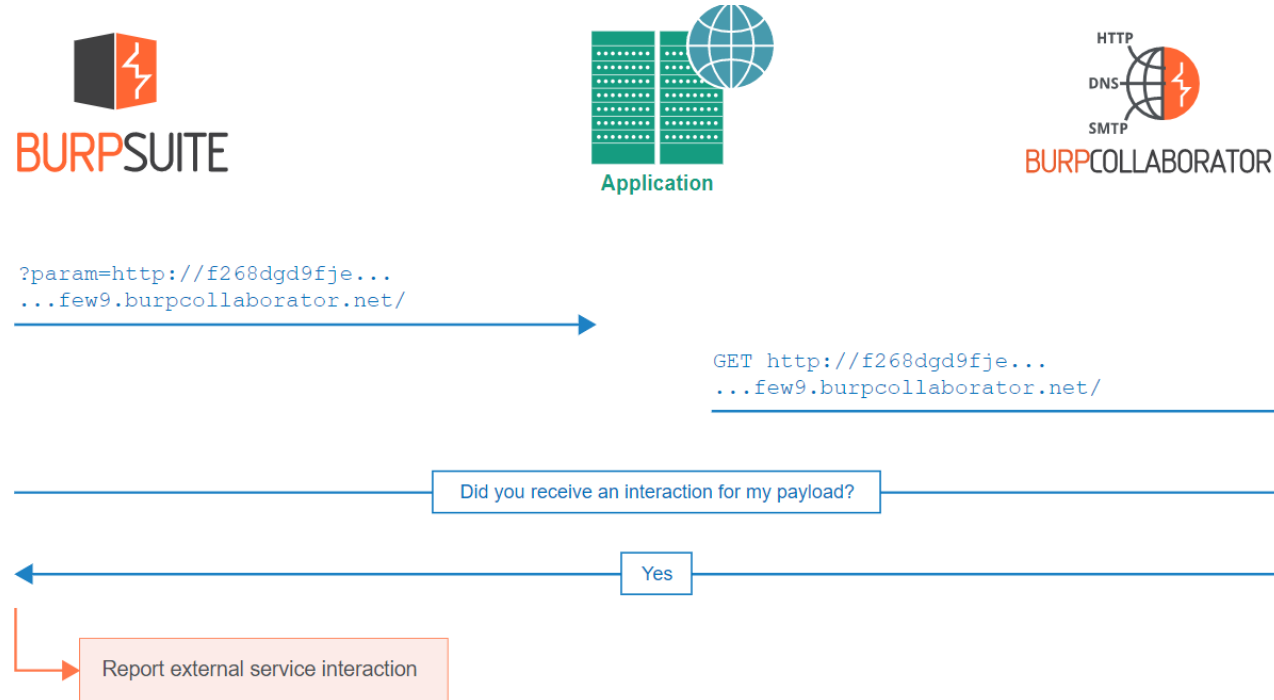 BURPSUITE
Application
HTTP
DNS
SMTP
BURPCOLLABORATOR
?param=http://f268dgd9fje...
...few9.burpcollaborator.net/
GET http://f268dgd9fje...
...few9.burpcollaborator.net/
Did you receive an interaction for my payload?
Yes
Report external service interaction